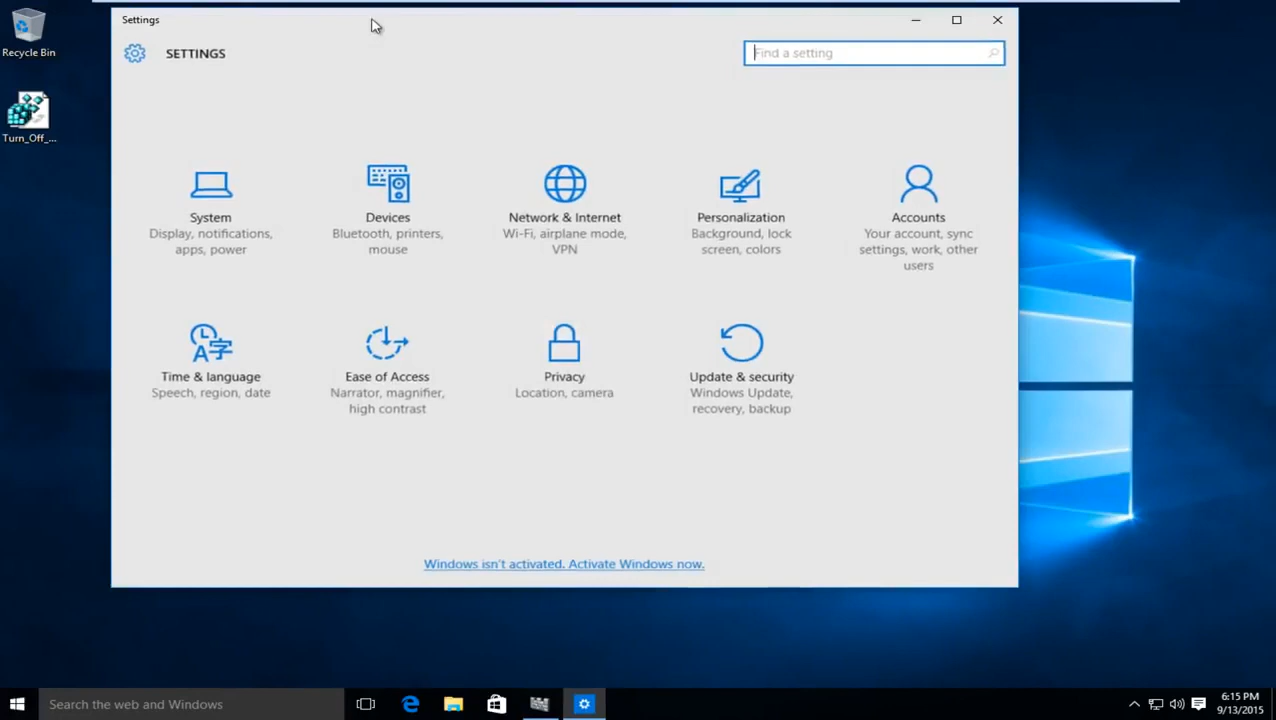 Settings
SETTINGS
Find a setting
Recycle Bin
Turn_Off_...
System
Display, notifications,
apps, power
Devices
Bluetooth, printers,
mouse
Network & Internet
Wi-Fi, airplane mode,
VPN
Personalization
Background, lock
screen, colors
Accounts
Your account, sync
settings, work, other
users
Time & language
Speech, region, date
Ease of Access
Narrator, magnifier,
high contrast
Privacy
Location, camera
Update & security
Windows Update,
recovery, backup
Windows isn't activated. Activate Windows now.
Search the web and Windows
6:15 PM
9/13/2015